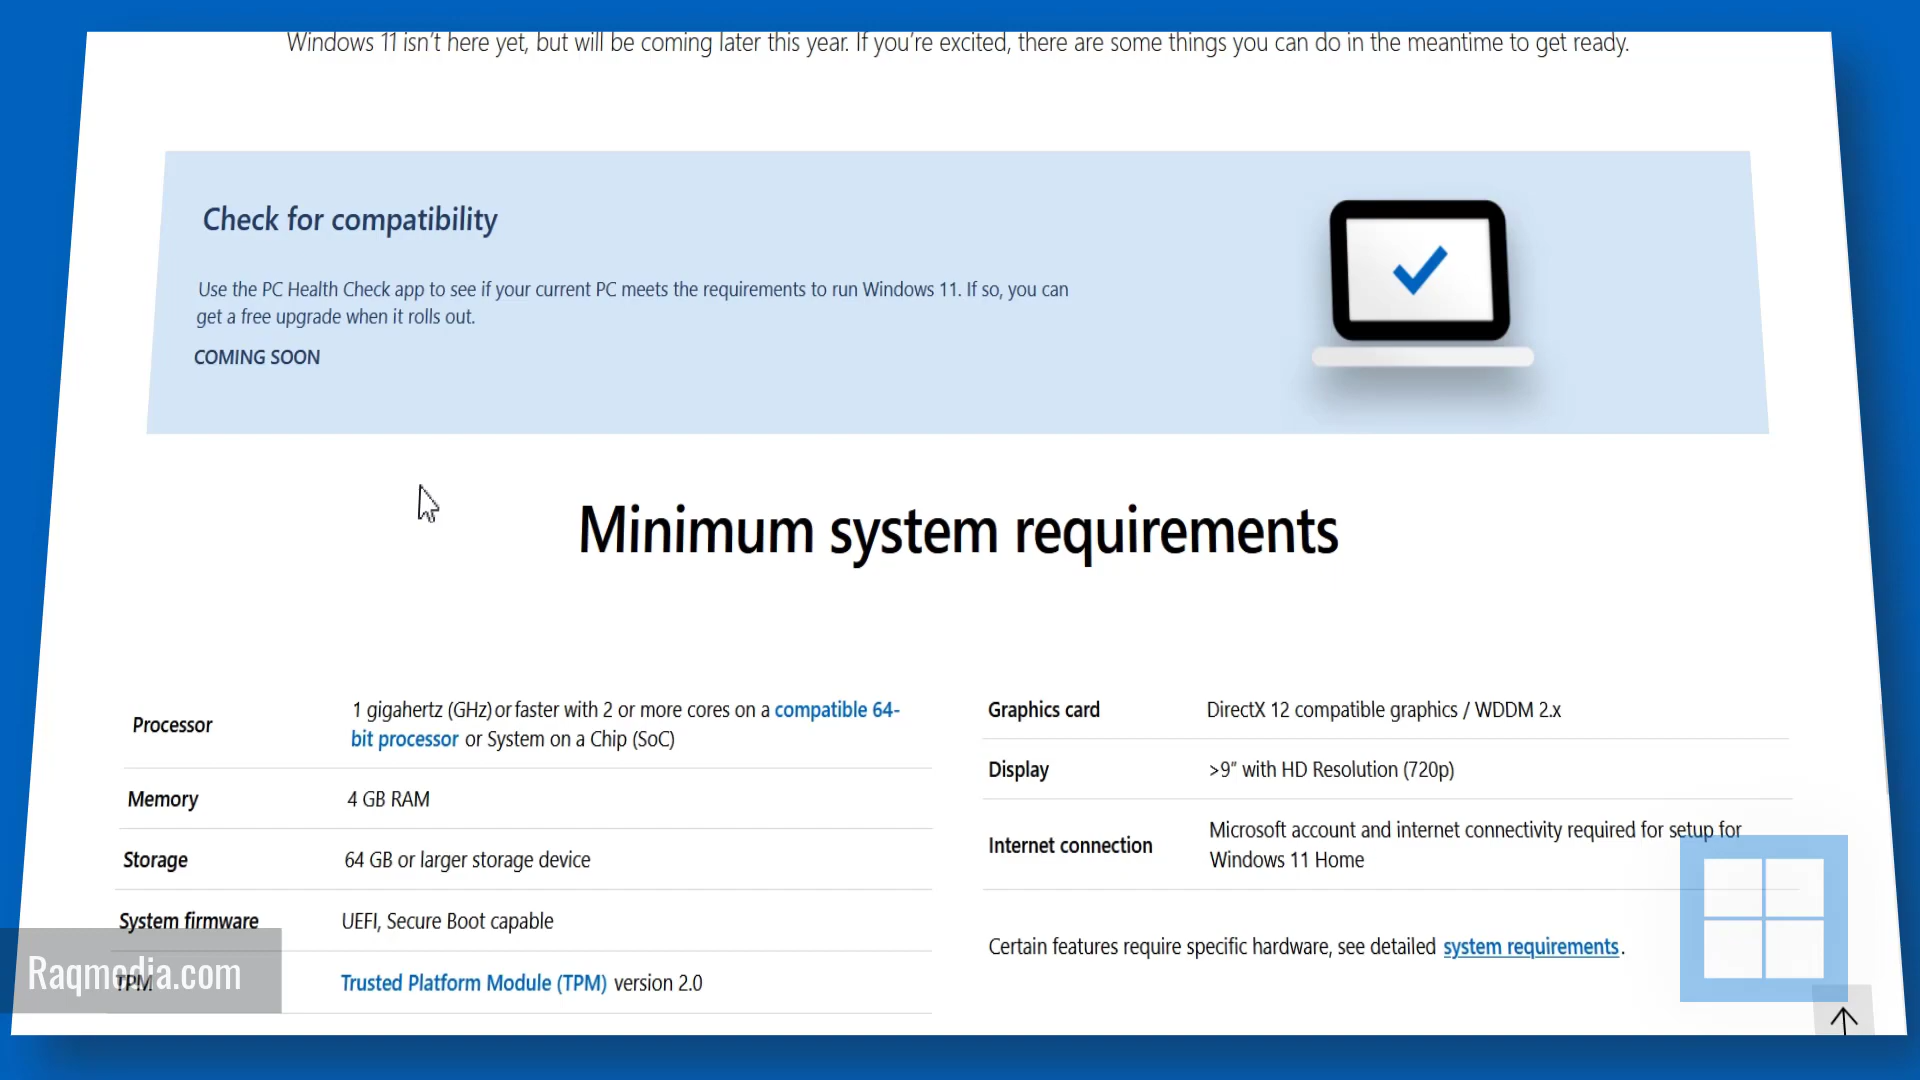 Windows 11 isn't here yet, but will be coming later this year. If you're excited, there are some things you can do in the meantime to get ready.
Check for compatibility
Use the PC Health Check app to see if your current PC meets the requirements to run Windows 11. If so, you can
get a free upgrade when it rolls out.
COMING SOON
Minimum system requirements
Processor
1 gigahertz (GHz) or faster with 2 or more cores on a compatible 64-
bit processor or System on a Chip (SoC)
Memory
4 GB RAM
Storage
64 GB or larger storage device
System firmware
UEFI, Secure Boot capable
TPM
Trusted Platform Module (TPM) version 2.0
Graphics card
DirectX 12 compatible graphics / WDDM 2.x
Display
>9" with HD Resolution (720p)
Internet connection
Microsoft account and internet connectivity required for setup for
Windows 11 Home
Certain features require specific hardware, see detailed system requirements.
Raqmedia.com